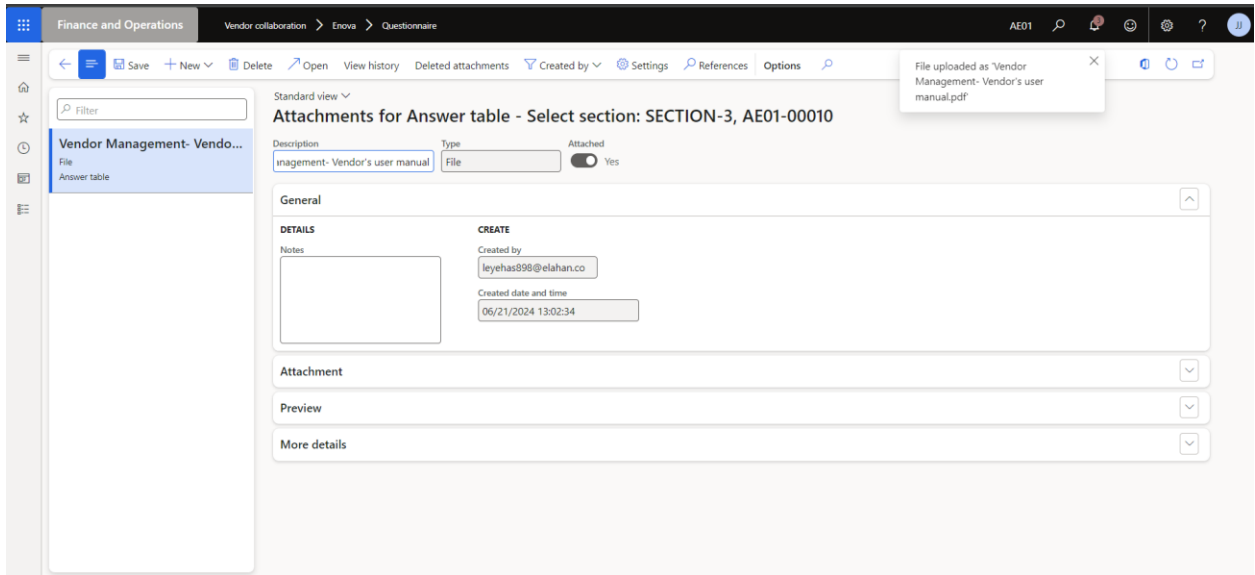 Finance and Operations
Vendor collaboration > Enova > Questionnaire
AE01
JJ
Save New Delete Open View history Deleted attachments Created by Settings References Options
File uploaded as 'Vendor
Management- Vendor's user
manual.pdf'
Filter
Vendor Management- Vendo...
File
Answer table
Standard view
Attachments for Answer table - Select section: SECTION-3, AE01-00010
Description Type Attached
nagement- Vendor's user manual File Yes
General
DETAILS CREATE
Notes Created by
leyehas898@elahan.co
Created date and time
06/21/2024 13:02:34
Attachment
Preview
More details